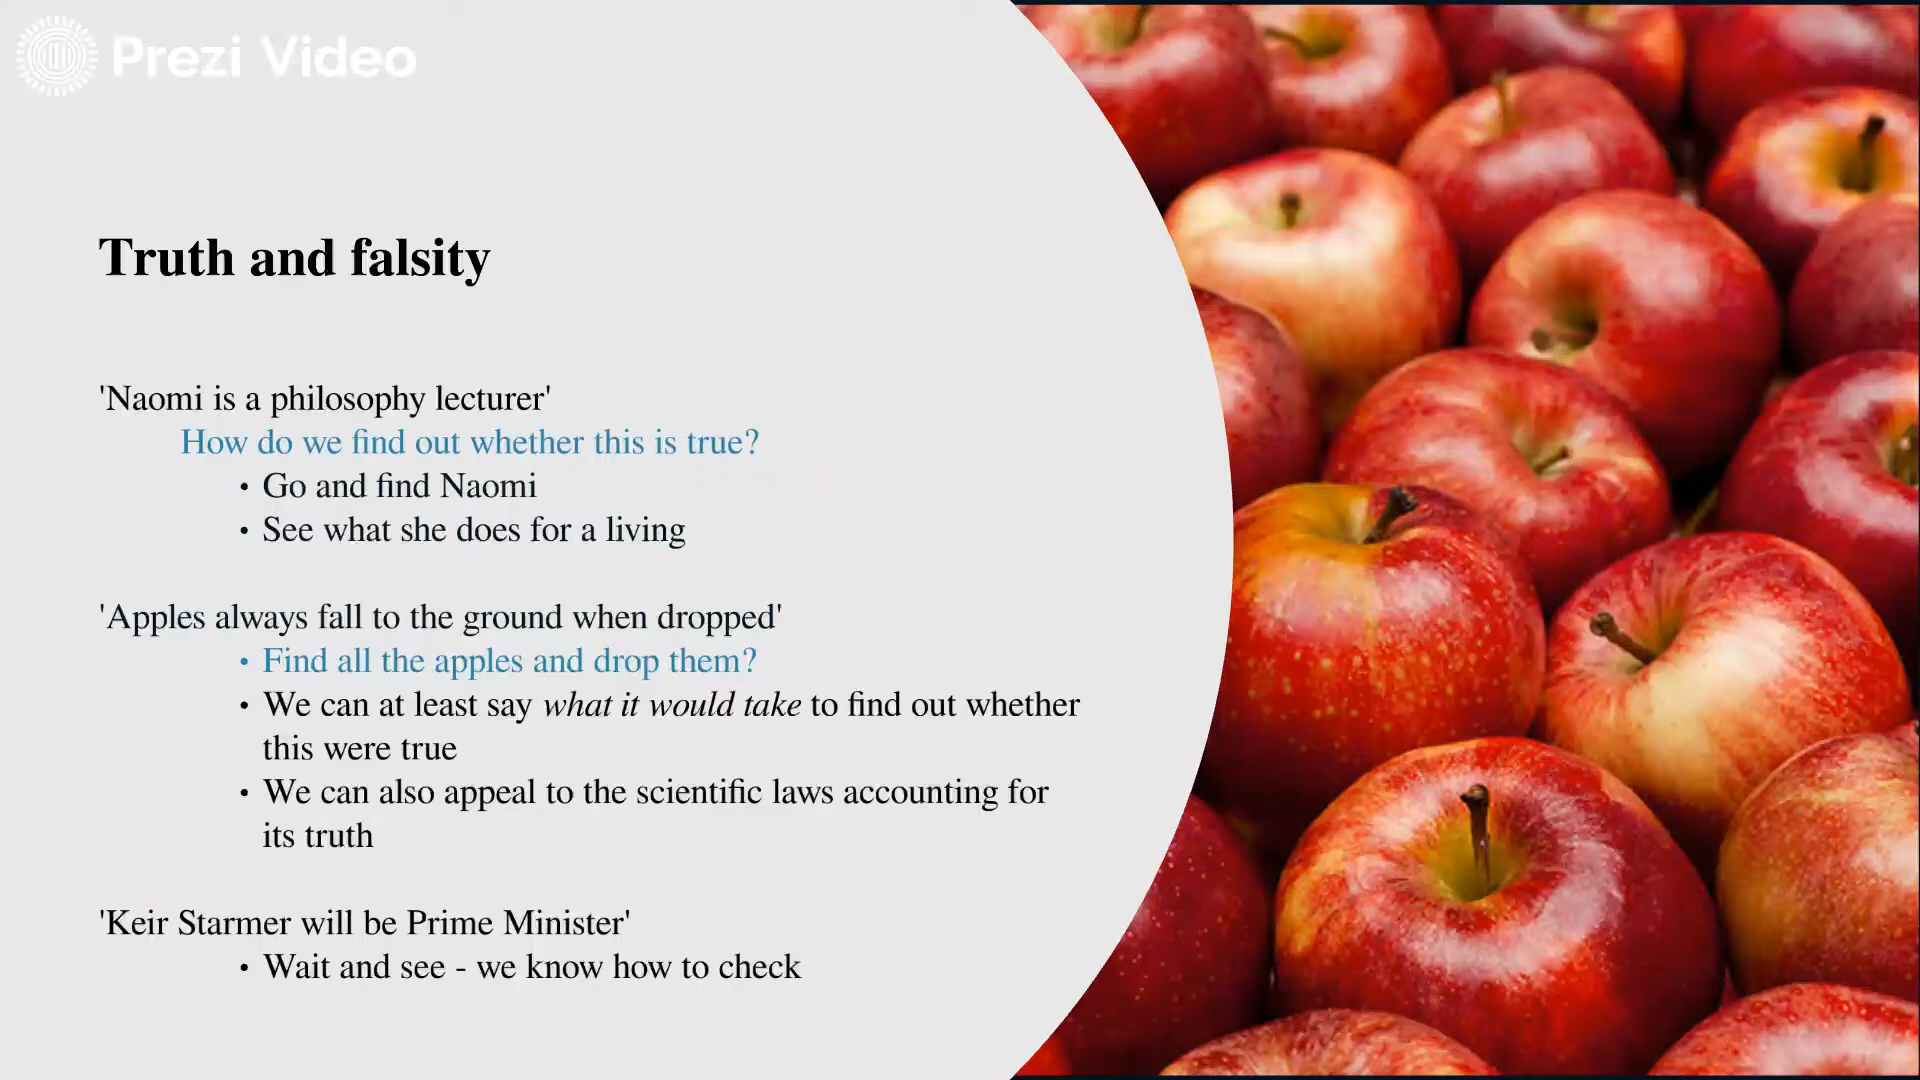 Prezi Video
Truth and falsity
'Naomi is a philosophy lecturer'
How do we find out whether this is true?
• Go and find Naomi
• See what she does for a living
'Apples always fall to the ground when dropped'
• Find all the apples and drop them?
• We can at least say what it would take to find out whether
this were true
• We can also appeal to the scientific laws accounting for
its truth
'Keir Starmer will be Prime Minister'
• Wait and see - we know how to check